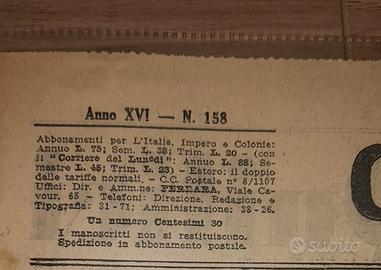 Anno XVI — N. 158
Abbonamenti per L'Italia, Impero e Colonie:
Annuo L. 75; Sem. L. 38; Trim. L. 20 — (con
il "Corriere del Lunedì": Annuo L. 88; Se-
mestre L. 45; Trim. L. 23) — Estero: il doppio
delle tariffe normali. — C.C. Postale n° 8/1107
Uffici: Dir. e Amm.ne: FERRARA, Viale Ca-
vour, 65 - Telefoni: Direzione, Redazione e
Tipografia: 31 - 71; Amministrazione: 38 - 26.
Un numero Centesimi 30
I manoscritti non si restituiscono.
Spedizione in abbonamento postale.
subito